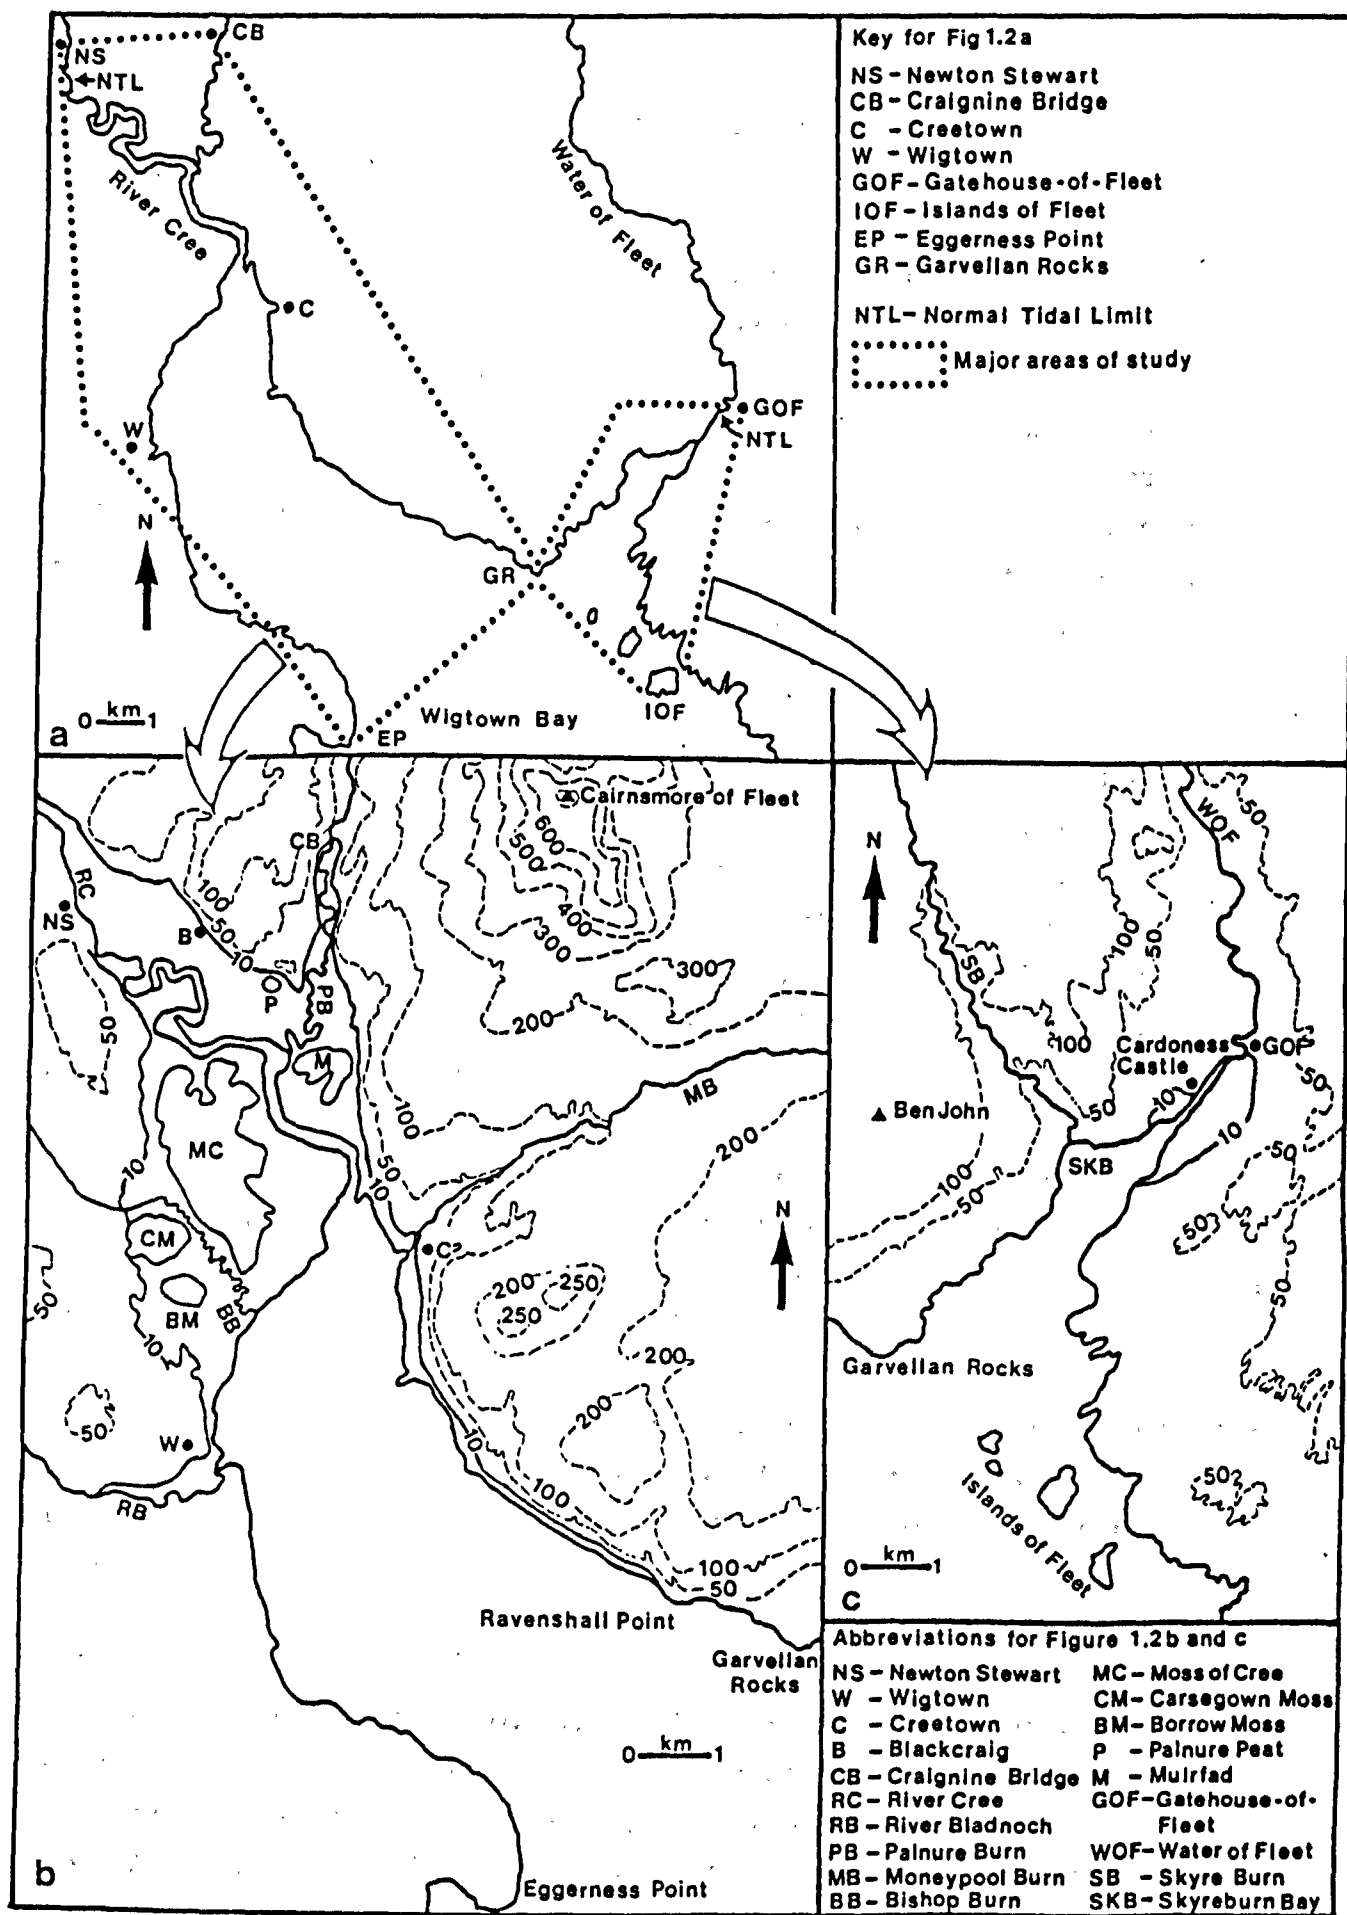 CB
NS
NTL
River Cree
Water of Fleet
C
W
GOF
NTL
N
GR
IOF
0 km 1
Wigtown Bay
EP
a
Key for Fig 1.2a
NS - Newton Stewart
CB - Craignine Bridge
C - Creetown
W - Wigtown
GOF - Gatehouse-of-Fleet
IOF - Islands of Fleet
EP - Eggerness Point
GR - Garvellan Rocks
NTL - Normal Tidal Limit
Major areas of study
Cairnsmore of Fleet
CB
600
500
400
300
300
200
RC
NS
100
50
B
10
P
PB
50
M
MC
100
MB
50
10
200
10
CM
C
200
250
250
50
BM
BB
10
200
200
50
W
10
RB
100
100
50
Ravenshall Point
Garvellan
Rocks
0 km 1
Eggerness Point
b
N
N
WOF
50
SB
100
50
100
Cardoness
Castle
GOF
50
10
50
Ben John
10
50
SKB
100
50
50
50
Garvellan Rocks
50
Islands of Fleet
0 km 1
c
Abbreviations for Figure 1.2b and c
NS - Newton Stewart
W - Wigtown
C - Creetown
B - Blackcraig
CB - Craignine Bridge
RC - River Cree
RB - River Bladnoch
PB - Palnure Burn
MB - Moneypool Burn
BB - Bishop Burn
MC - Moss of Cree
CM - Carsegown Moss
BM - Borrow Moss
P - Palnure Peat
M - Muirfad
GOF - Gatehouse-of-
Fleet
WOF - Water of Fleet
SB - Skyre Burn
SKB - Skyreburn Bay